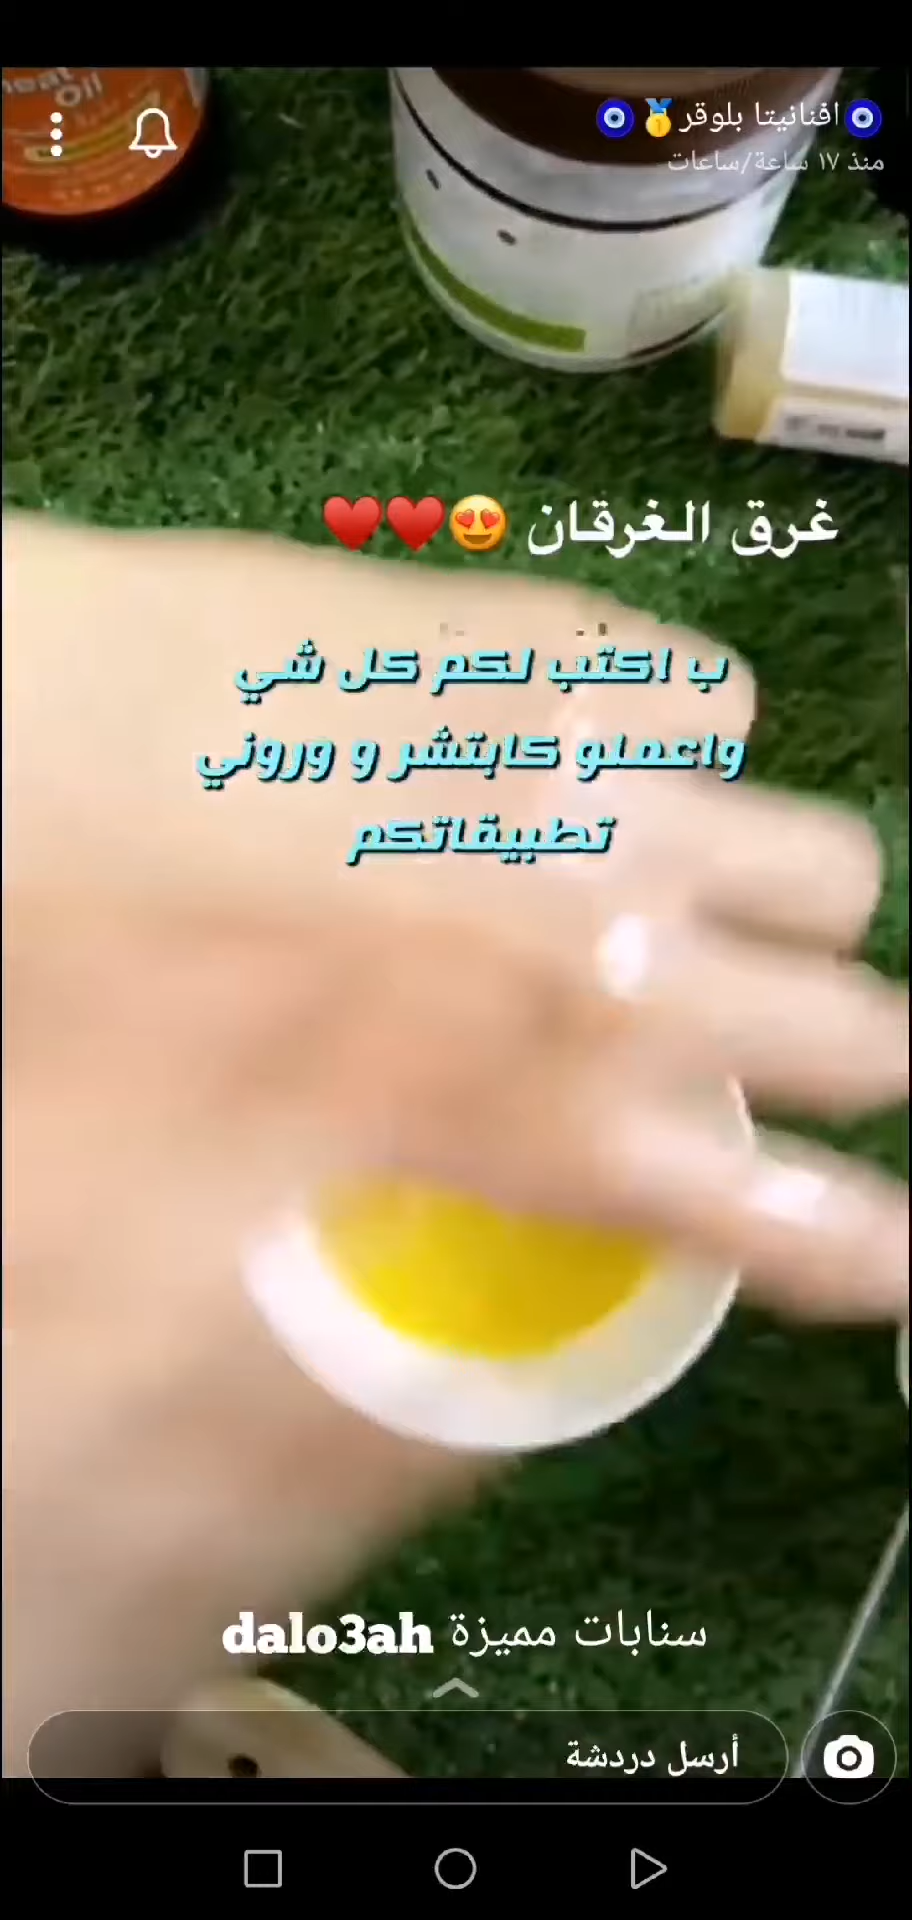 Oil
افنانيتا بلوقر
منذ ١٧ ساعة/ساعات
غرق الغرقان
ب اكتب لكم كل شي
واعملو كابتشر و وروني
تطبيقاتكم
سنابات مميزة dalo3ah
أرسل دردشة